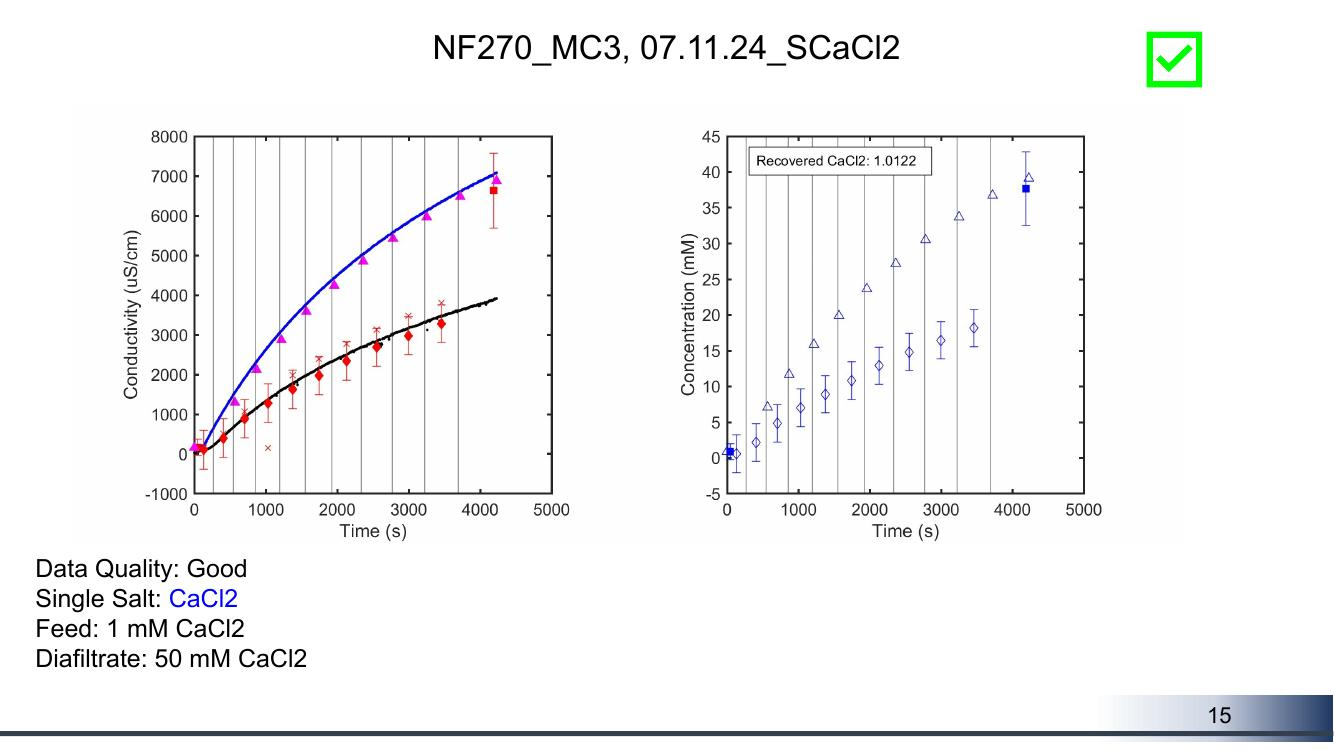 NF270_MC3, 07.11.24_SCaCl2
8000
7000
6000
5000
4000
3000
2000
1000
0
-1000
Conductivity (uS/cm)
0 1000 2000 3000 4000 5000
Time (s)
45
40
35
30
25
20
15
10
5
0
-5
Concentration (mM)
Recovered CaCl2: 1.0122
0 1000 2000 3000 4000 5000
Time (s)
Data Quality: Good
Single Salt: CaCl2
Feed: 1 mM CaCl2
Diafiltrate: 50 mM CaCl2
15